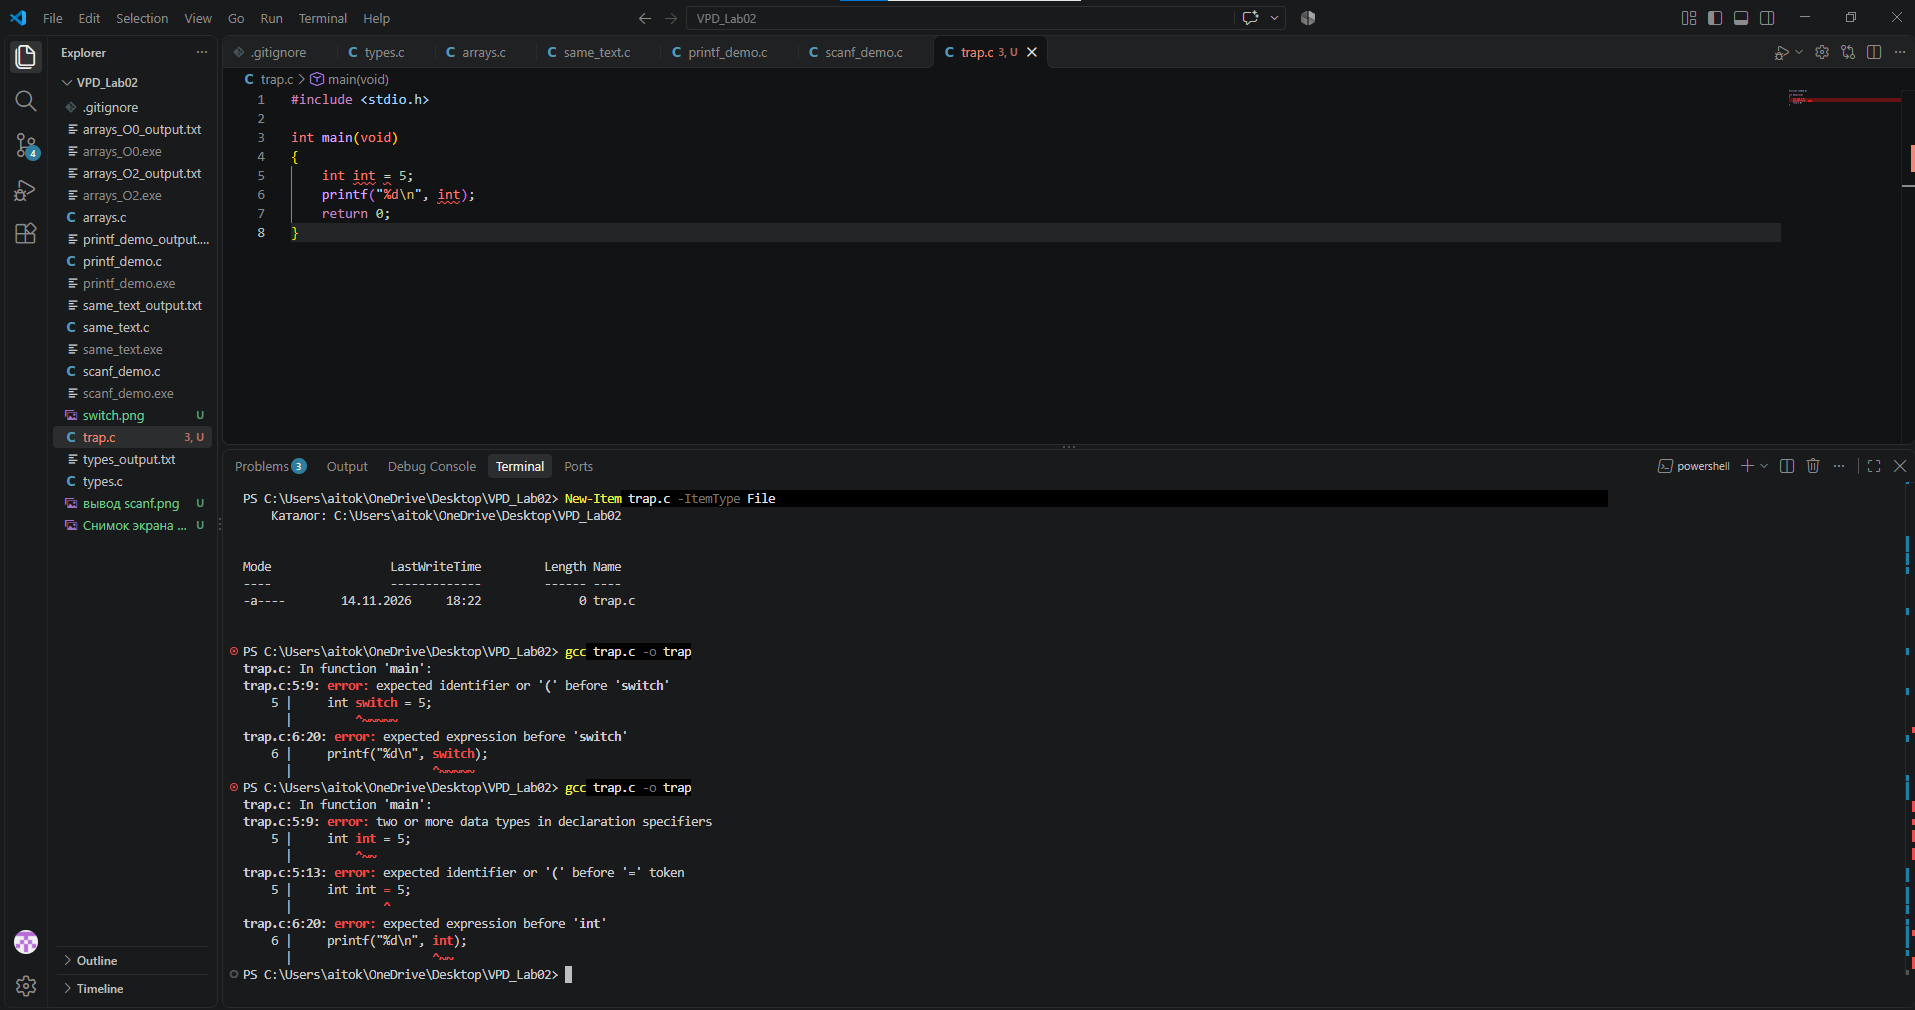 File Edit Selection View Go Run Terminal Help
VPD_Lab02
Explorer
VPD_Lab02
.gitignore
arrays_O0_output.txt
arrays_O0.exe
arrays_O2_output.txt
arrays_O2.exe
arrays.c
printf_demo_output....
printf_demo.c
printf_demo.exe
same_text_output.txt
same_text.c
same_text.exe
scanf_demo.c
scanf_demo.exe
switch.png U
trap.c 3, U
types_output.txt
types.c
вывод scanf.png U
Снимок экрана ... U
4
Outline
Timeline
.gitignore C types.c C arrays.c C same_text.c C printf_demo.c C scanf_demo.c C trap.c 3, U
C trap.c > main(void)
1 #include <stdio.h>
2
3 int main(void)
4 {
5 int int = 5;
6 printf("%d\n", int);
7 return 0;
8 }
Problems 3 Output Debug Console Terminal Ports
powershell
PS C:\Users\aitok\OneDrive\Desktop\VPD_Lab02> New-Item trap.c -ItemType File
Каталог: C:\Users\aitok\OneDrive\Desktop\VPD_Lab02
Mode LastWriteTime Length Name
---- ------------- ------ ----
-a---- 14.11.2026 18:22 0 trap.c
PS C:\Users\aitok\OneDrive\Desktop\VPD_Lab02> gcc trap.c -o trap
trap.c: In function 'main':
trap.c:5:9: error: expected identifier or '(' before 'switch'
5 | int switch = 5;
| ^~~~~~
trap.c:6:20: error: expected expression before 'switch'
6 | printf("%d\n", switch);
| ^~~~~~
PS C:\Users\aitok\OneDrive\Desktop\VPD_Lab02> gcc trap.c -o trap
trap.c: In function 'main':
trap.c:5:9: error: two or more data types in declaration specifiers
5 | int int = 5;
| ^~~
trap.c:5:13: error: expected identifier or '(' before '=' token
5 | int int = 5;
| ^
trap.c:6:20: error: expected expression before 'int'
6 | printf("%d\n", int);
| ^~~
PS C:\Users\aitok\OneDrive\Desktop\VPD_Lab02>